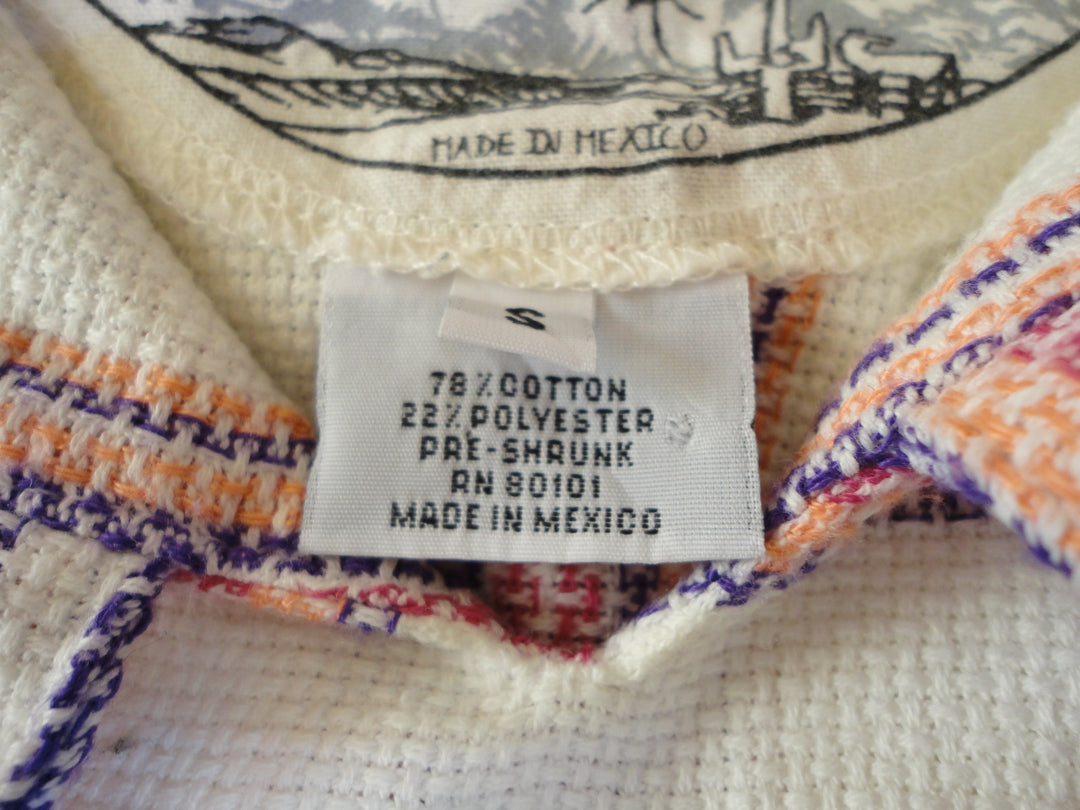 MADE IN MEXICO
S
78% COTTON
22% POLYESTER
PRE-SHRUNK
RN 80101
MADE IN MEXICO